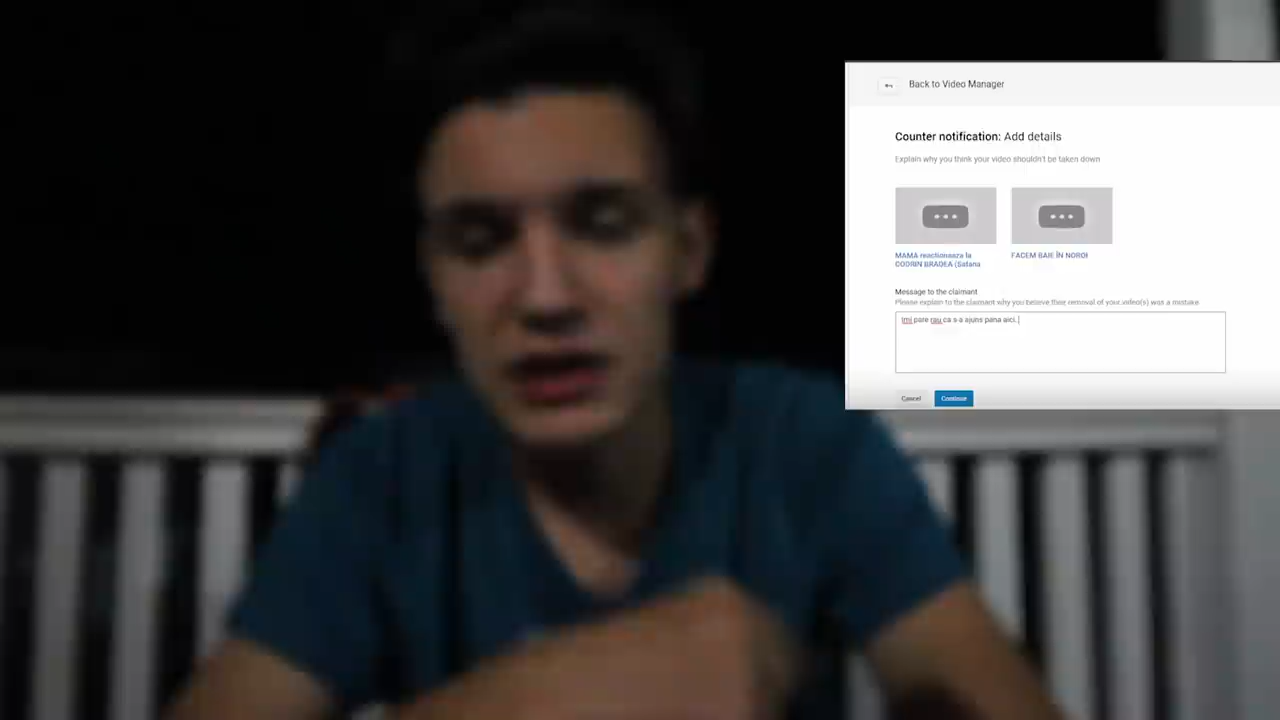 Back to Video Manager
Counter notification: Add details
Explain why you think your video shouldn't be taken down
MAMA reactioneaza la
CODRIN BRADEA (Satana
FACEM BAIE ÎN NOROI
Message to the claimant
Please explain to the claimant why you believe their removal of your video(s) was a mistake
Imi pare rau ca s-a ajuns pana aici.
Cancel
Continue